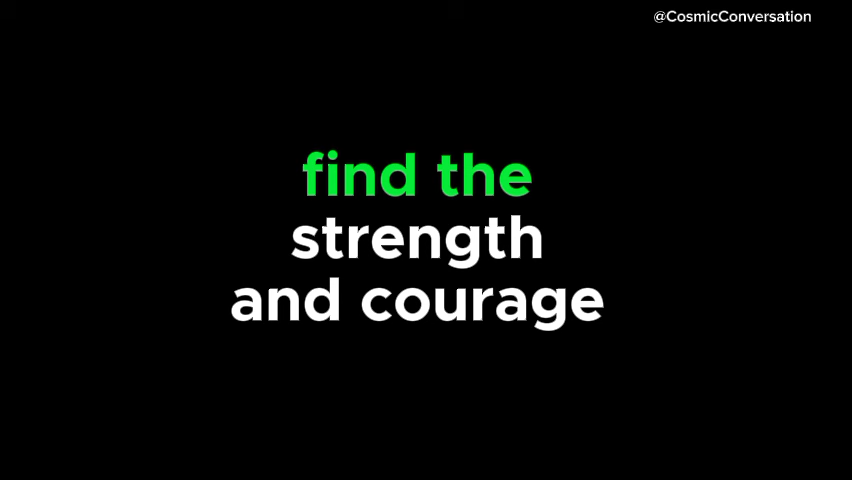 @CosmicConversation
find the
strength
and courage